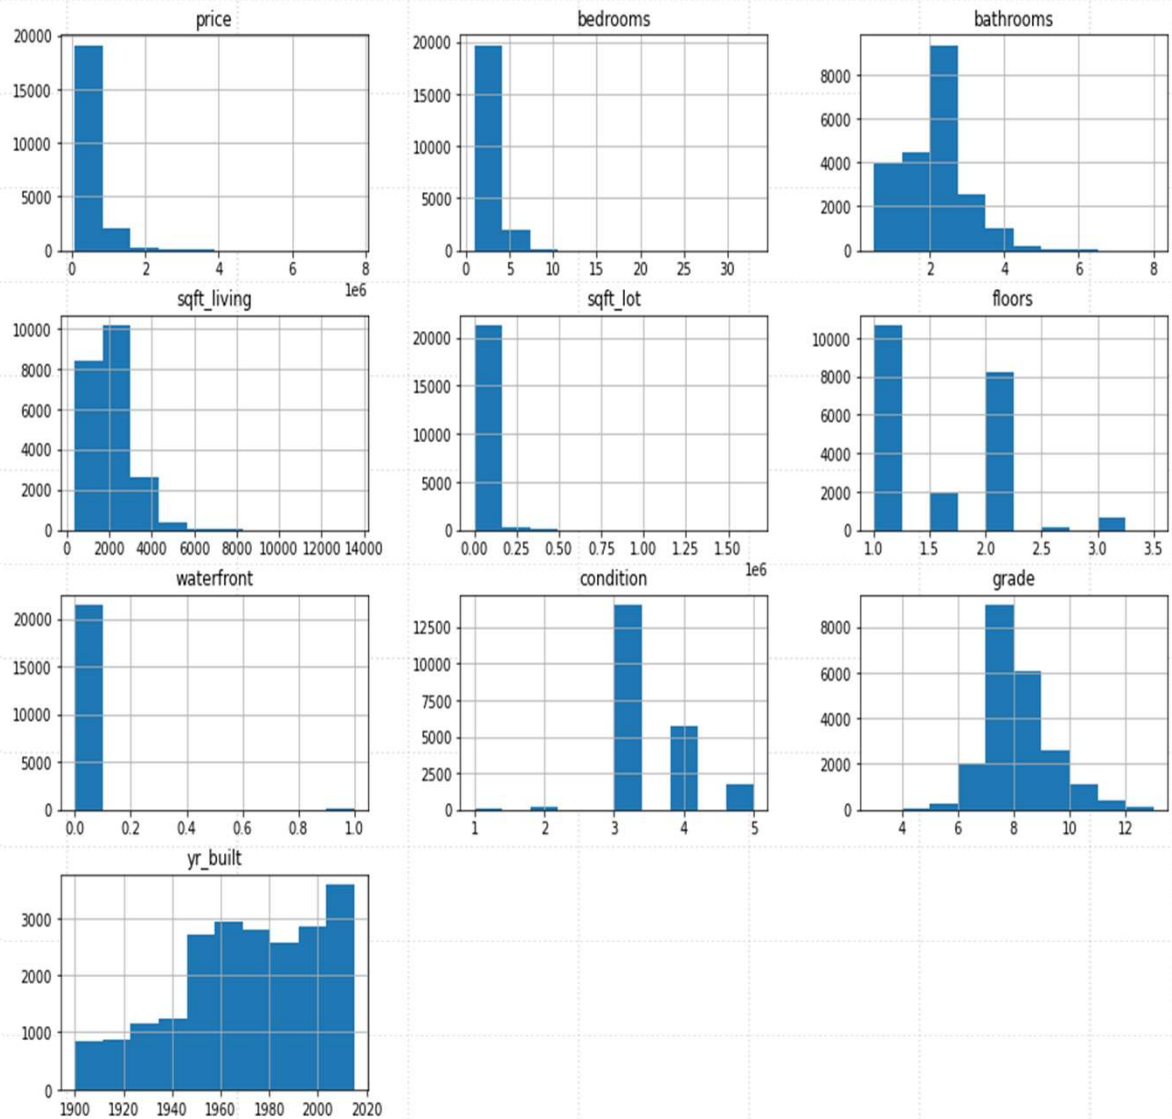 price
20000
15000
10000
5000
0
0 2 4 6 8
1e6
bedrooms
20000
15000
10000
5000
0
0 5 10 15 20 25 30
bathrooms
8000
6000
4000
2000
0
2 4 6 8
sqft_living
10000
8000
6000
4000
2000
0
0 2000 4000 6000 8000 10000 12000 14000
sqft_lot
20000
15000
10000
5000
0
0.00 0.25 0.50 0.75 1.00 1.25 1.50
1e6
floors
10000
8000
6000
4000
2000
0
1.0 1.5 2.0 2.5 3.0 3.5
waterfront
20000
15000
10000
5000
0
0.0 0.2 0.4 0.6 0.8 1.0
condition
12500
10000
7500
5000
2500
0
1 2 3 4 5
grade
8000
6000
4000
2000
0
4 6 8 10 12
yr_built
3000
2000
1000
0
1900 1920 1940 1960 1980 2000 2020